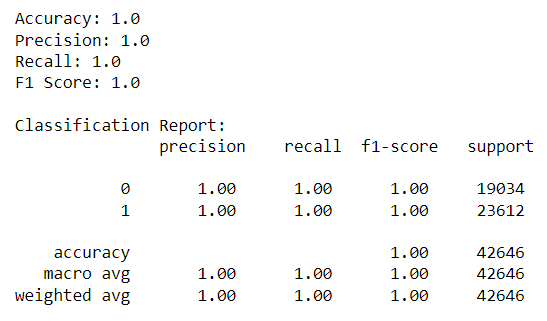 Accuracy: 1.0
Precision: 1.0
Recall: 1.0
F1 Score: 1.0
Classification Report:
precision recall f1-score support
0 1.00 1.00 1.00 19034
1 1.00 1.00 1.00 23612
accuracy 1.00 42646
macro avg 1.00 1.00 1.00 42646
weighted avg 1.00 1.00 1.00 42646